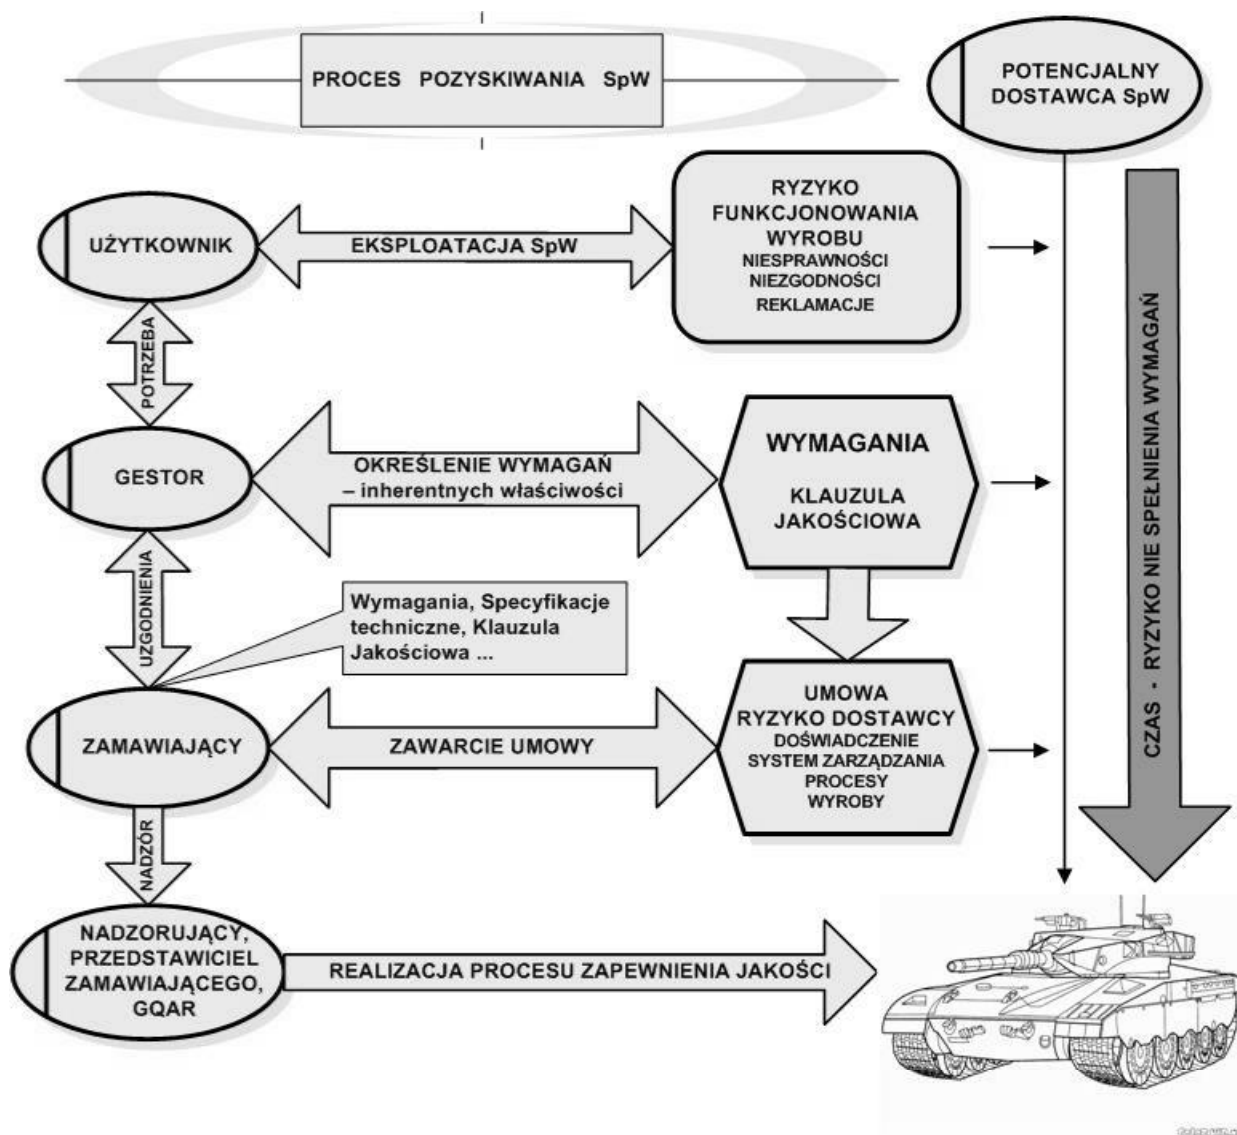 PROCES POZYSKIWANIA SpW
POTENCJALNY
DOSTAWCA SpW
UŻYTKOWNIK
EKSPLOATACJA SpW
RYZYKO
FUNKCJONOWANIA
WYROBU
NIESPRAWNOŚCI
NIEZGODNOŚCI
REKLAMACJE
POTRZEBA
GESTOR
OKREŚLENIE WYMAGAŃ
– inherentnych właściwości
WYMAGANIA
KLAUZULA
JAKOŚCIOWA
UZGODNIENIA
Wymagania, Specyfikacje
techniczne, Klauzula
Jakościowa ...
ZAMAWIAJĄCY
ZAWARCIE UMOWY
UMOWA
RYZYKO DOSTAWCY
DOŚWIADCZENIE
SYSTEM ZARZĄDZANIA
PROCESY
WYROBY
NADZÓR
NADZORUJĄCY,
PRZEDSTAWICIEL
ZAMAWIAJĄCEGO,
GQAR
REALIZACJA PROCESU ZAPEWNIENIA JAKOŚCI
CZAS - RYZYKO NIE SPEŁNIENIA WYMAGAŃ